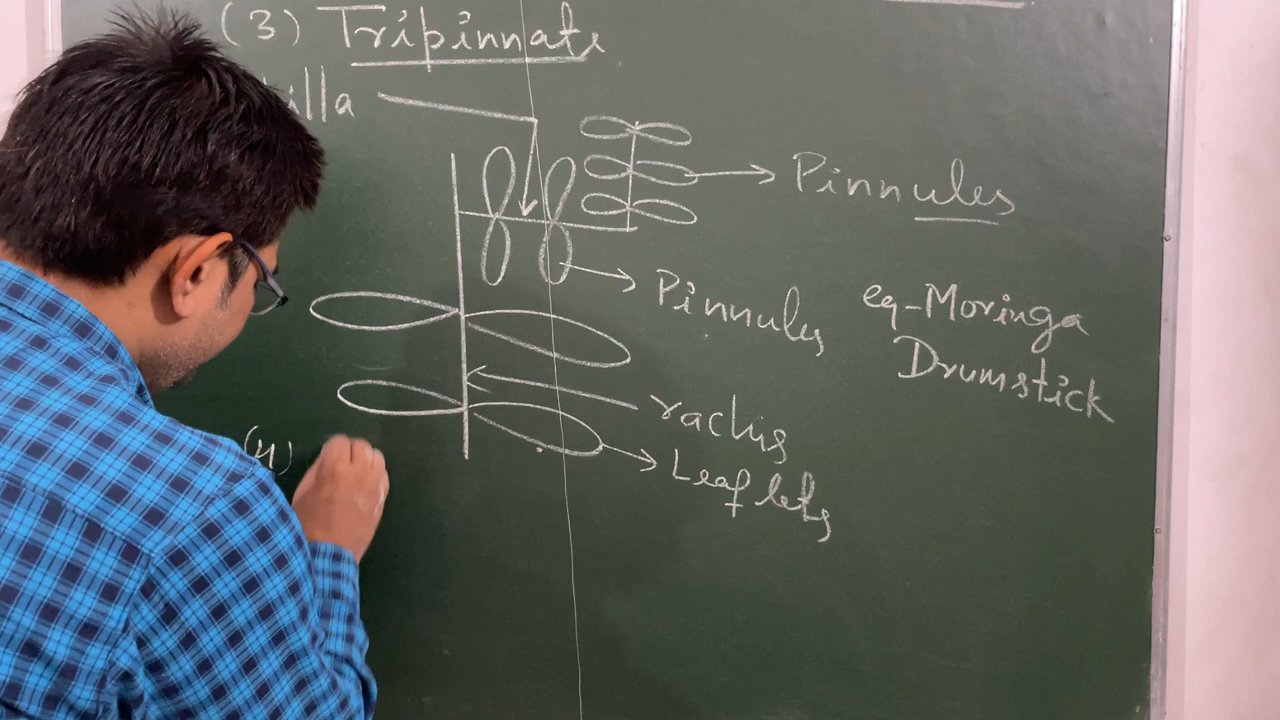 (3) Tripinnate
Pinnules
Pinnules
eg-Moringa
Drumstick
rachis
Leaflets
(4)